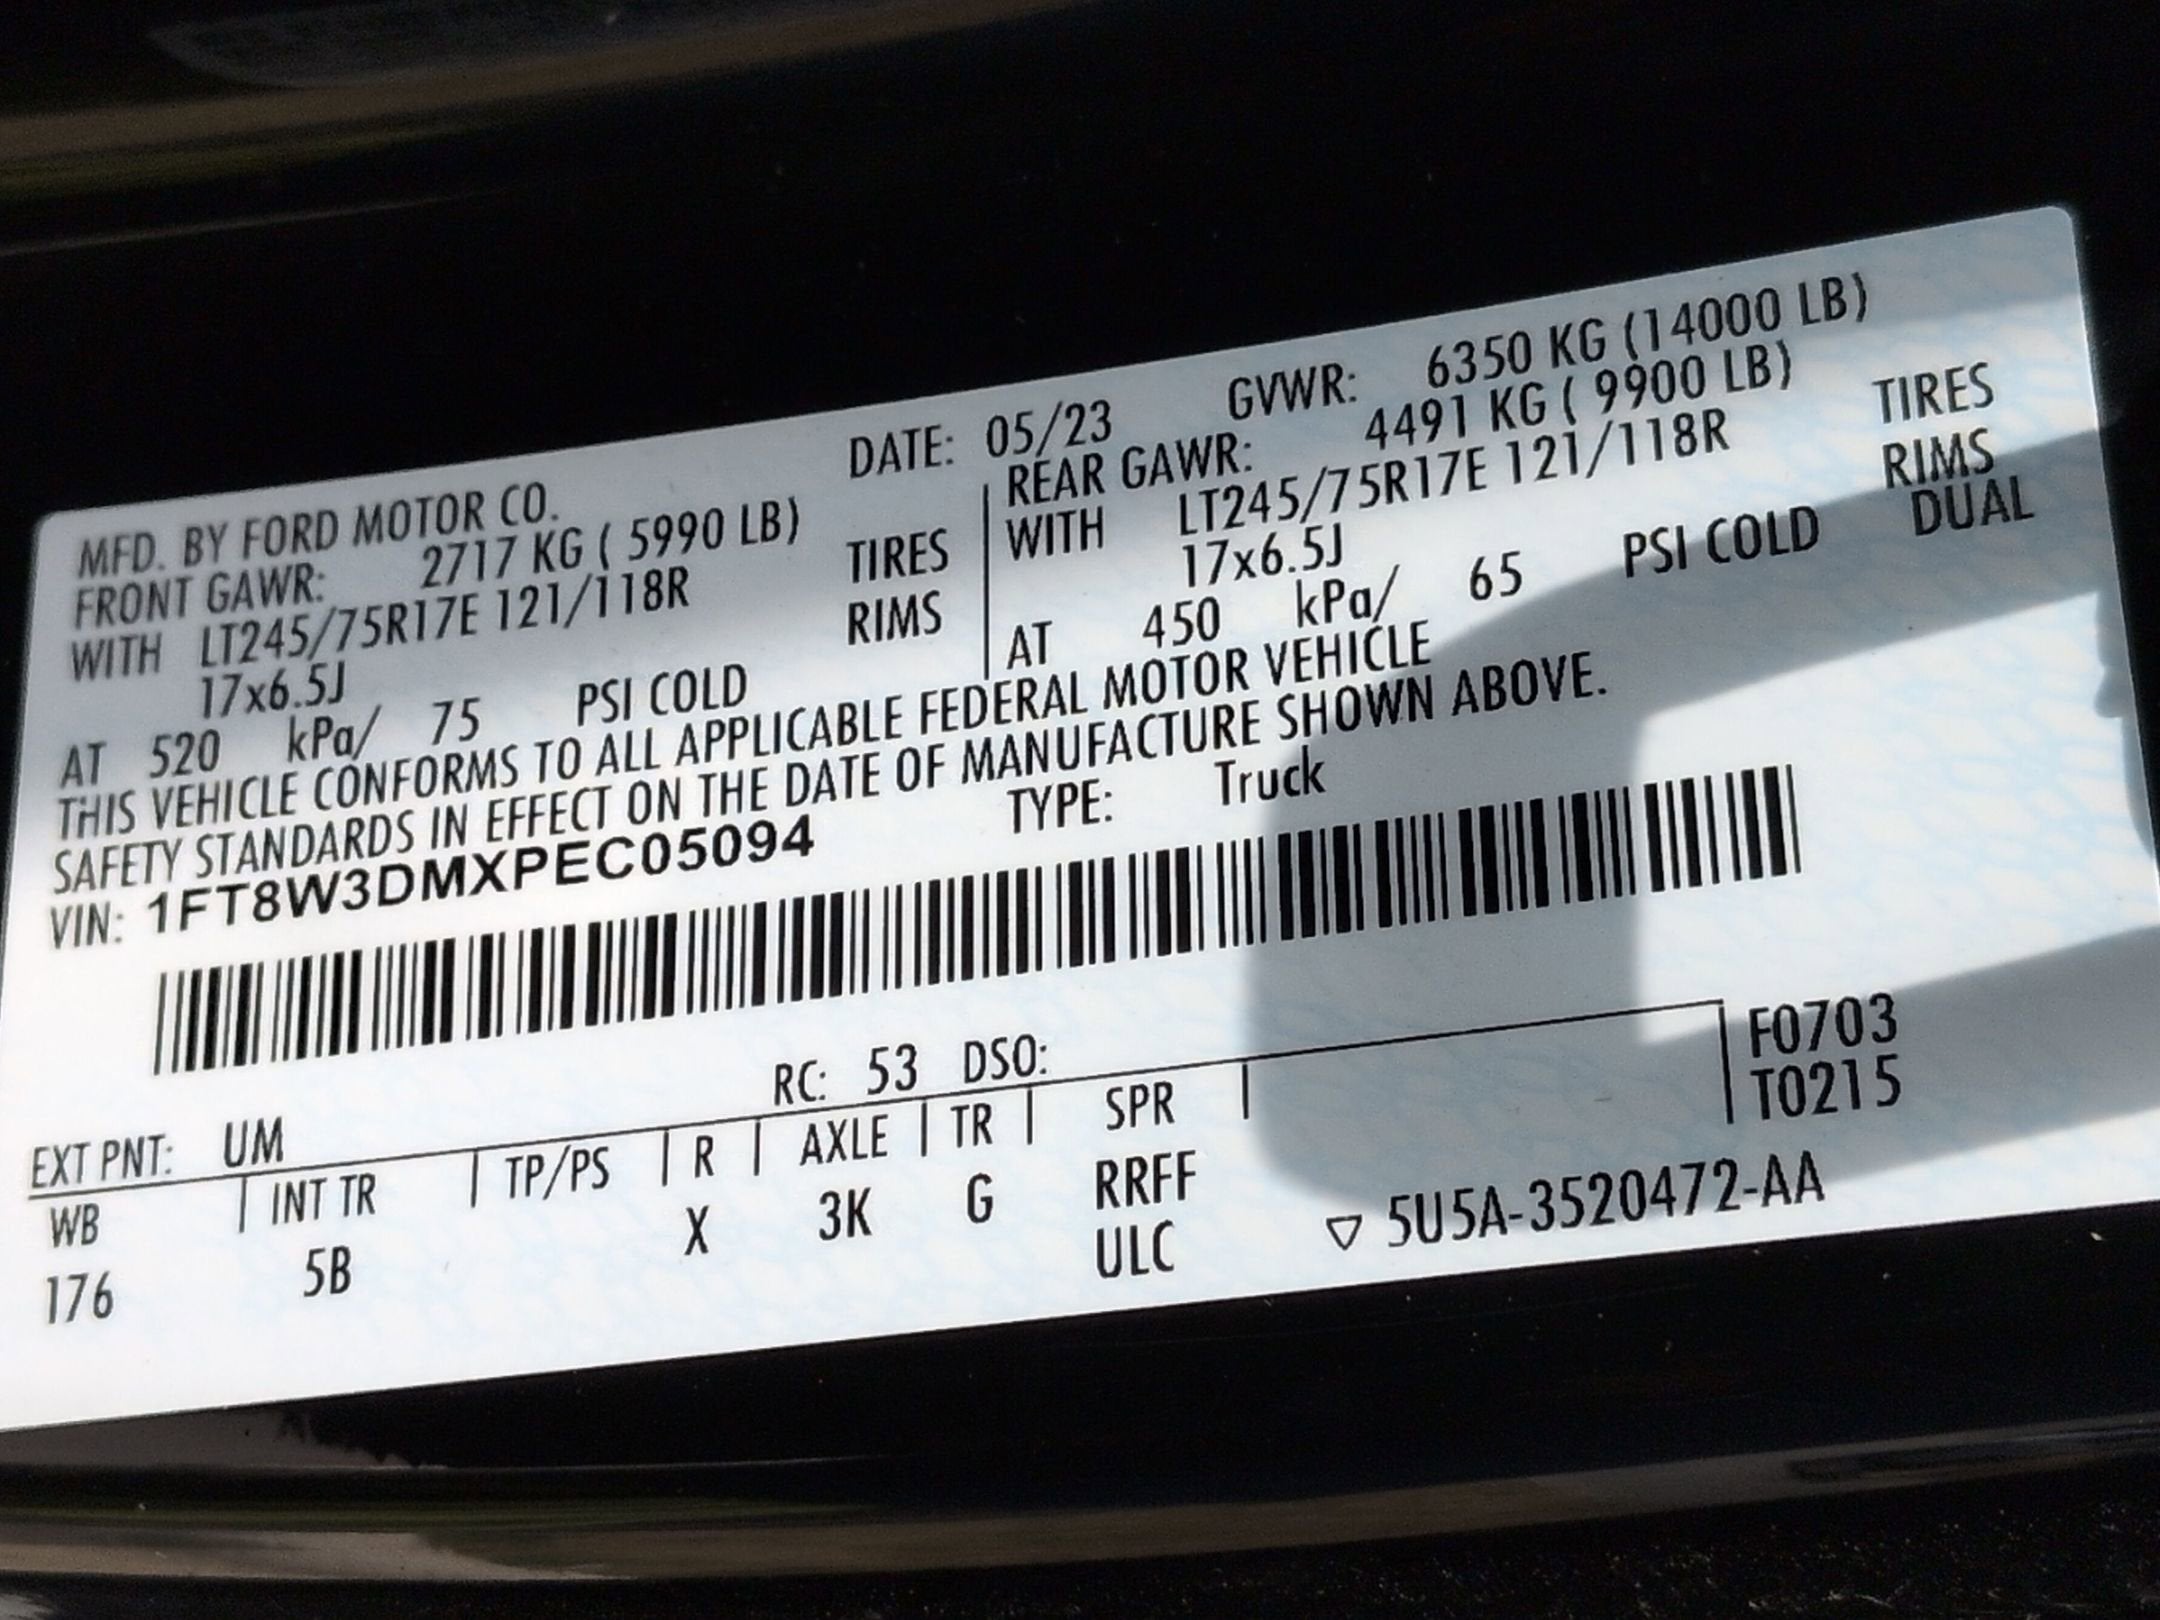 MFD. BY FORD MOTOR CO. DATE: 05/23 GVWR: 6350 KG (14000 LB)
FRONT GAWR: 2717 KG ( 5990 LB) REAR GAWR: 4491 KG ( 9900 LB)
WITH LT245/75R17E 121/118R TIRES WITH LT245/75R17E 121/118R TIRES
17x6.5J RIMS 17x6.5J RIMS
AT 520 kPa/ 75 PSI COLD AT 450 kPa/ 65 PSI COLD DUAL
THIS VEHICLE CONFORMS TO ALL APPLICABLE FEDERAL MOTOR VEHICLE
SAFETY STANDARDS IN EFFECT ON THE DATE OF MANUFACTURE SHOWN ABOVE.
VIN: 1FT8W3DMXPEC05094 TYPE: Truck
EXT PNT: UM RC: 53 DSO: F0703
WB | INT TR | TP/PS | R | AXLE | TR | SPR | T0215
176 5B X 3K G RRFF
ULC ▽ 5U5A-3520472-AA